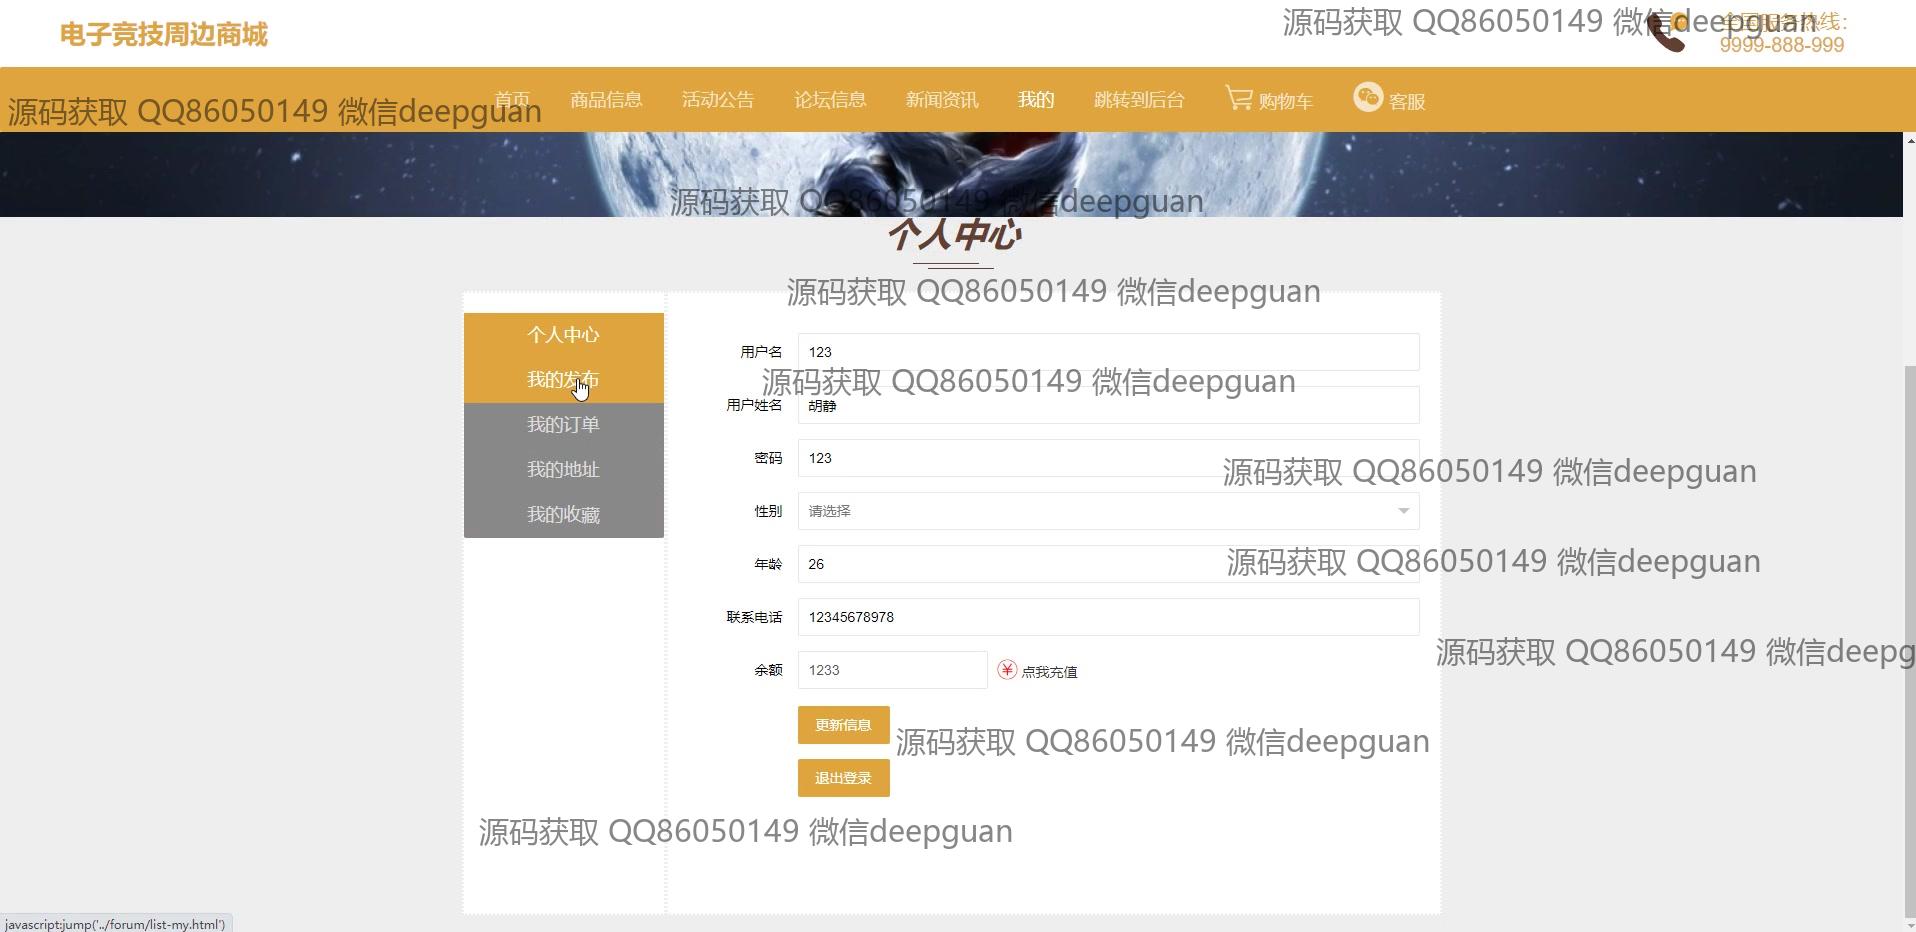 电子竞技周边商城
源码获取 QQ86050149 微信deepguan
全国服务热线:
9999-888-999
首页 商品信息 活动公告 论坛信息 新闻资讯 我的 跳转到后台 购物车 客服
源码获取 QQ86050149 微信deepguan
源码获取 QQ86050149 微信deepguan
个人中心
源码获取 QQ86050149 微信deepguan
个人中心
用户名 123
我的发布
源码获取 QQ86050149 微信deepguan
用户姓名 胡静
我的订单
密码 123
我的地址
源码获取 QQ86050149 微信deepguan
性别 请选择
我的收藏
年龄 26
源码获取 QQ86050149 微信deepguan
联系电话 12345678978
源码获取 QQ86050149 微信deepg
余额 1233 ¥ 点我充值
更新信息
源码获取 QQ86050149 微信deepguan
退出登录
源码获取 QQ86050149 微信deepguan
javascript:jump('../forum/list-my.html')